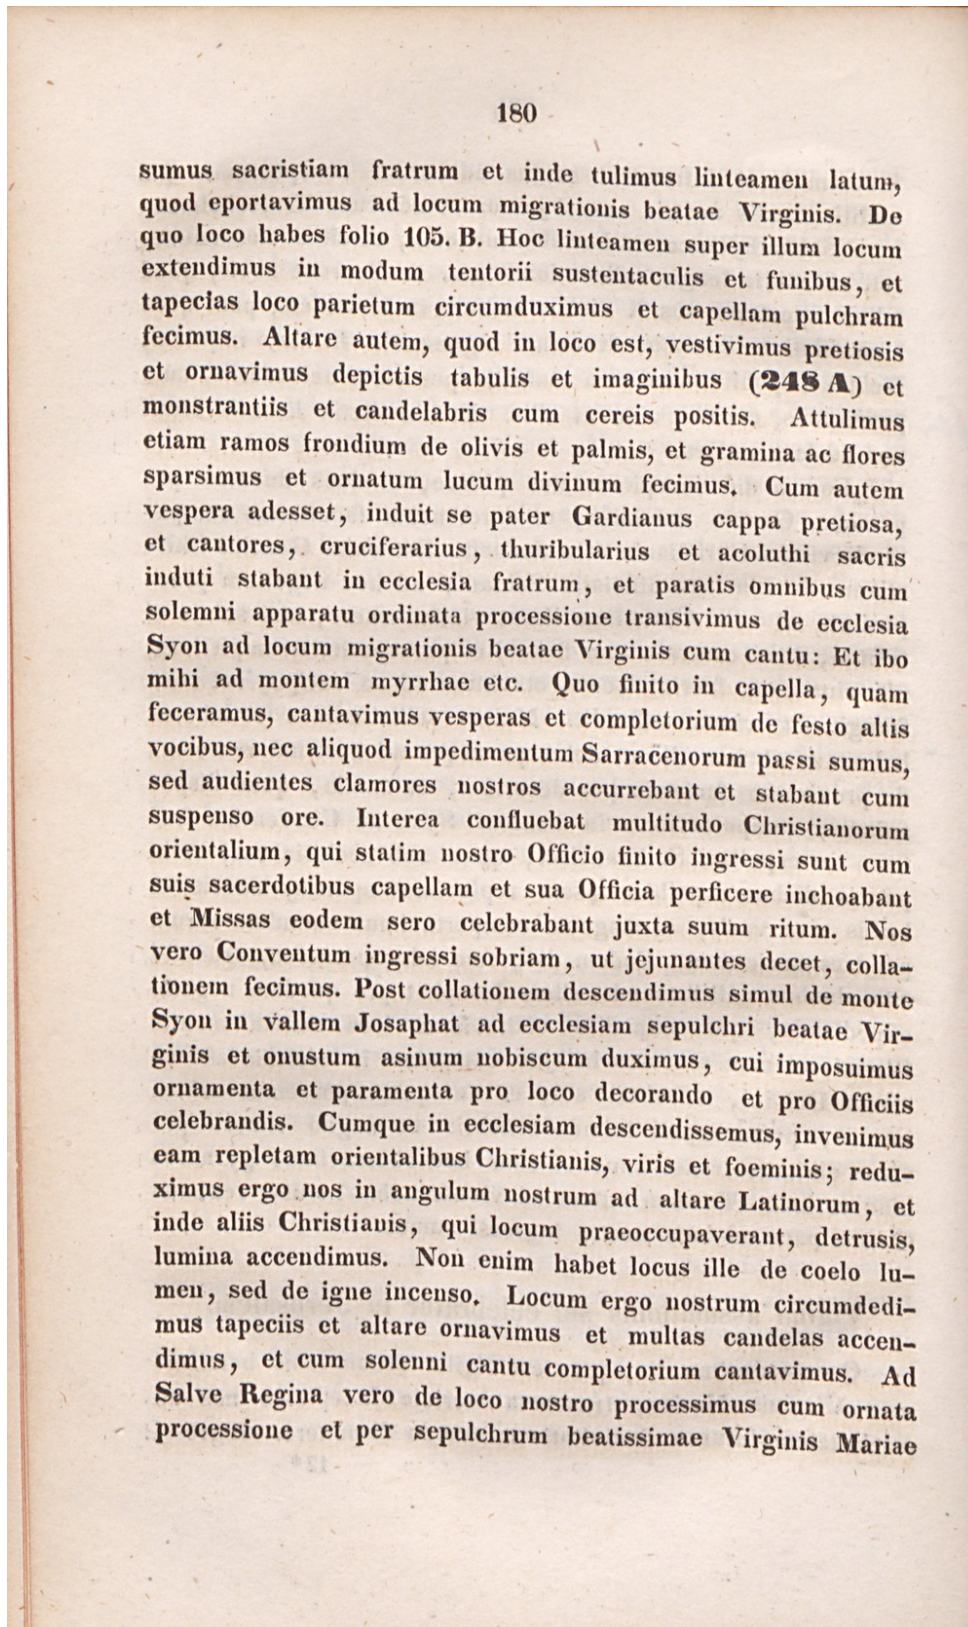 180
sumus sacristiam fratrum et inde tulimus linteamen latum,
quod eportavimus ad locum migrationis beatae Virginis. De
quo loco habes folio 105. B. Hoc linteamen super illum locum
extendimus in modum tentorii sustentaculis et funibus, et
tapecias loco parietum circumduximus et capellam pulchram
fecimus. Altare autem, quod in loco est, vestivimus pretiosis
et ornavimus depictis tabulis et imaginibus (248 A) et
monstrantiis et candelabris cum cereis positis. Attulimus
etiam ramos frondium de olivis et palmis, et gramina ac flores
sparsimus et ornatum lucum divinum fecimus. Cum autem
vespera adesset, induit se pater Gardianus cappa pretiosa,
et cantores, cruciferarius, thuribularius et acoluthi sacris
induti stabant in ecclesia fratrum, et paratis omnibus cum
solemni apparatu ordinata processione transivimus de ecclesia
Syon ad locum migrationis beatae Virginis cum cantu: Et ibo
mihi ad montem myrrhae etc. Quo finito in capella, quam
feceramus, cantavimus vesperas et completorium de festo altis
vocibus, nec aliquod impedimentum Sarracenorum passi sumus,
sed audientes clamores nostros accurrebant et stabant cum
suspenso ore. Interea confluebat multitudo Christianorum
orientalium, qui statim nostro Officio finito ingressi sunt cum
suis sacerdotibus capellam et sua Officia perficere inchoabant
et Missas eodem sero celebrabant juxta suum ritum. Nos
vero Conventum ingressi sobriam, ut jejunantes decet, colla-
tionem fecimus. Post collationem descendimus simul de monte
Syon in vallem Josaphat ad ecclesiam sepulchri beatae Vir-
ginis et onustum asinum nobiscum duximus, cui imposuimus
ornamenta et paramenta pro loco decorando et pro Officiis
celebrandis. Cumque in ecclesiam descendissemus, invenimus
eam repletam orientalibus Christianis, viris et foeminis; redu-
ximus ergo nos in angulum nostrum ad altare Latinorum, et
inde aliis Christianis, qui locum praeoccupaverant, detrusis,
lumina accendimus. Non enim habet locus ille de coelo lu-
men, sed de igne incenso. Locum ergo nostrum circumdedi-
mus tapeciis et altare ornavimus et multas candelas accen-
dimus, et cum solenni cantu completorium cantavimus. Ad
Salve Regina vero de loco nostro processimus cum ornata
processione et per sepulchrum beatissimae Virginis Mariae